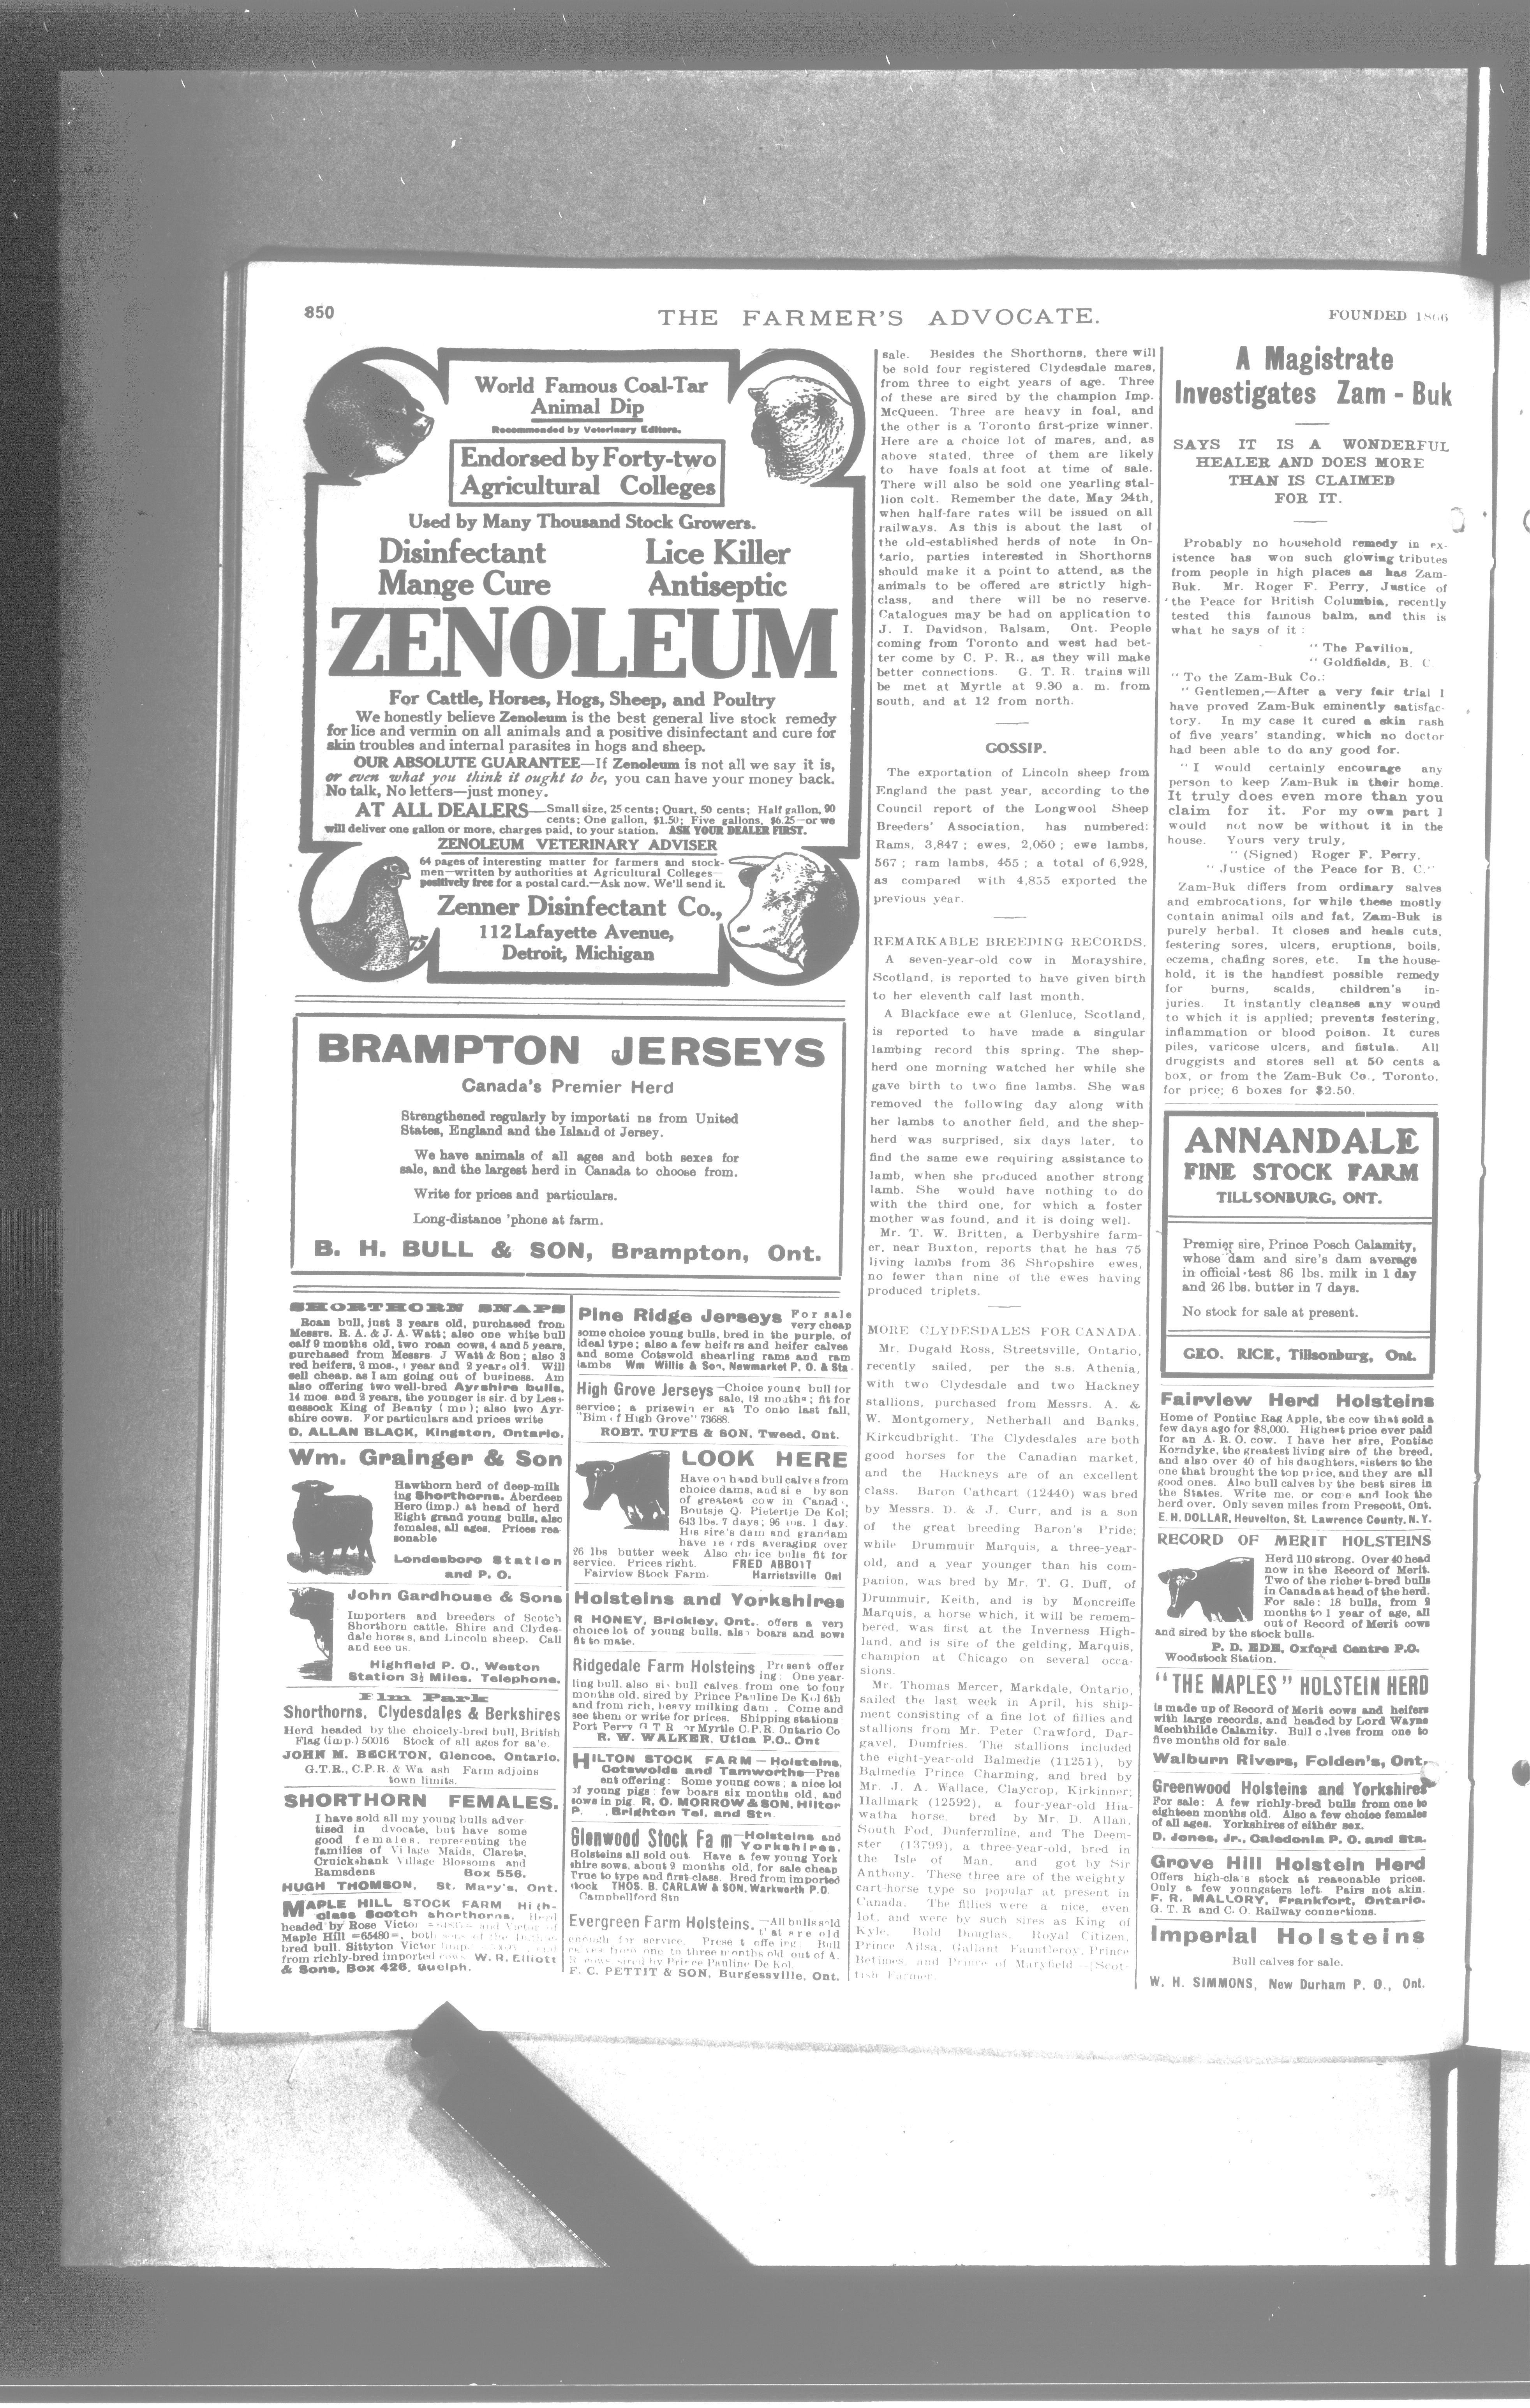 850
THE FARMER'S ADVOCATE.
FOUNDED 1866
World Famous Coal-Tar
Animal Dip
Recommended by Veterinary Editors.
Endorsed by Forty-two
Agricultural Colleges
Used by Many Thousand Stock Growers.
Disinfectant Lice Killer
Mange Cure Antiseptic
ZENOLEUM
For Cattle, Horses, Hogs, Sheep, and Poultry
We honestly believe Zenoleum is the best general live stock remedy
for lice and vermin on all animals and a positive disinfectant and cure for
skin troubles and internal parasites in hogs and sheep.
OUR ABSOLUTE GUARANTEE—If Zenoleum is not all we say it is,
or even what you think it ought to be, you can have your money back.
No talk, No letters—just money.
AT ALL DEALERS—Small size, 25 cents; Quart, 50 cents; Half gallon, 90
cents; One gallon, $1.50; Five gallons, $6.25—or we
will deliver one gallon or more, charges paid, to your station. ASK YOUR DEALER FIRST.
ZENOLEUM VETERINARY ADVISER
64 pages of interesting matter for farmers and stock-
men—written by authorities at Agricultural Colleges—
positively free for a postal card.—Ask now. We'll send it.
Zenner Disinfectant Co.,
112 Lafayette Avenue,
Detroit, Michigan
75
BRAMPTON JERSEYS
Canada's Premier Herd
Strengthened regularly by importati ns from United
States, England and the Island of Jersey.
We have animals of all ages and both sexes for
sale, and the largest herd in Canada to choose from.
Write for prices and particulars.
Long-distance 'phone at farm.
B. H. BULL & SON, Brampton, Ont.
SHORTHORN SNAPS
Roan bull, just 3 years old, purchased from
Messrs. R. A. & J. A. Watt; also one white bull
calf 9 months old, two roan cows, 4 and 5 years,
purchased from Messrs J Watt & Son; also 3
red heifers, 2 mos., 1 year and 2 years old. Will
sell cheap, as I am going out of business. Am
also offering two well-bred Ayrshire bulls,
14 mos. and 2 years, the younger is sir d by Les-
nessock King of Beauty (mp); also two Ayr-
shire cows. For particulars and prices write
D. ALLAN BLACK, Kingston, Ontario.
Wm. Grainger & Son
Hawthorn herd of deep-milk
ing Shorthorns. Aberdeen
Hero (imp.) at head of herd
Eight grand young bulls, also
females, all ages. Prices rea
sonable
Londesboro Station
and P. O.
John Gardhouse & Sons
Importers and breeders of Scotch
Shorthorn cattle, Shire and Clydes-
dale horses, and Lincoln sheep. Call
and see us.
Highfield P. O., Weston
Station 3½ Miles. Telephone.
Elm Park
Shorthorns, Clydesdales & Berkshires
Herd headed by the choicely-bred bull, British
Flag (imp.) 50016 Stock of all ages for sale.
JOHN M. BECKTON, Glencoe, Ontario.
G.T.R., C.P.R. & Wa ash Farm adjoins
town limits.
SHORTHORN FEMALES.
I have sold all my young bulls adver-
tised in dvocate, but have some
good females, representing the
families of Village Maids, Clarets,
Cruickshank Village Blossoms and
Ramsdens Box 556.
HUGH THOMSON, St. Mary's, Ont.
MAPLE HILL STOCK FARM Hi h-
class Scotch shorthorns. Herd
headed by Rose Victor and Victor of
Maple Hill =65480=, both sons of the
bred bull, Sittyton Victor (imp.) and
from richly-bred imported cows W. R. Elliott
& Sons, Box 426, Guelph.
Pine Ridge Jerseys For sale
very cheap
some choice young bulls, bred in the purple, of
ideal type; also a few heifers and heifer calves
and some Cotswold shearling rams and ram
lambs Wm Willis & Son, Newmarket P. O. & Sta
High Grove Jerseys—Choice young bull for
sale, 12 months; fit for
service; a prizewin er at To onto last fall,
"Bim of High Grove" 73688.
ROBT. TUFTS & SON, Tweed, Ont.
LOOK HERE
Have on hand bull calves from
choice dams, and si e by son
of greatest cow in Canad ,
Boutsje Q. Pietertje De Kol;
643 lbs. 7 days; 96 lbs. 1 day.
His sire's dam and grandam
have re rds averaging over
26 lbs butter week Also choice bulls fit for
service. Prices right. FRED ABBOTT
Fairview Stock Farm. Harrietsville Ont
Holsteins and Yorkshires
R HONEY, Brickley, Ont., offers a very
choice lot of young bulls, also boars and sows
fit to mate.
Ridgedale Farm Holsteins Present offer
ing: One year-
ling bull, also six bull calves, from one to four
months old, sired by Prince Pauline De Kol 6th
and from rich, heavy milking dam . Come and
see them or write for prices. Shipping stations
Port Perry G T R or Myrtle C.P.R. Ontario Co
R. W. WALKER. Utica P.O., Ont
HILTON STOCK FARM — Holsteins,
Cotswolds and Tamworths—Pres
ent offering: Some young cows; a nice lot
of young pigs; few boars six months old, and
sows in pig R. O. MORROW & SON, Hilton
P. , Brighton Tel. and Stn.
Glenwood Stock Fa m—Holsteins and
Yorkshires.
Holsteins all sold out. Have a few young York
shire sows, about 2 months old, for sale cheap
True to type and first-class. Bred from imported
stock THOS. B. CARLAW & SON, Warkworth P.O.
Campbellford Stn
Evergreen Farm Holsteins.—All bulls sold
that are old
enough for service. Present offe ing Bull
calves from one to three months old out of A.
R cows sired by Prince Pauline De Kol.
F. C. PETTIT & SON, Burgessville, Ont.
sale. Besides the Shorthorns, there will
be sold four registered Clydesdale mares,
from three to eight years of age. Three
of these are sired by the champion Imp.
McQueen. Three are heavy in foal, and
the other is a Toronto first-prize winner.
Here are a choice lot of mares, and, as
above stated, three of them are likely
to have foals at foot at time of sale.
There will also be sold one yearling stal-
lion colt. Remember the date, May 24th,
when half-fare rates will be issued on all
railways. As this is about the last of
the old-established herds of note in On-
tario, parties interested in Shorthorns
should make it a point to attend, as the
animals to be offered are strictly high-
class, and there will be no reserve.
Catalogues may be had on application to
J. I. Davidson, Balsam, Ont. People
coming from Toronto and west had bet-
ter come by C. P. R., as they will make
better connections. G. T. R. trains will
be met at Myrtle at 9.30 a. m. from
south, and at 12 from north.
GOSSIP.
The exportation of Lincoln sheep from
England the past year, according to the
Council report of the Longwool Sheep
Breeders' Association, has numbered:
Rams, 3,847; ewes, 2,050; ewe lambs,
567; ram lambs, 455; a total of 6,928,
as compared with 4,855 exported the
previous year.
REMARKABLE BREEDING RECORDS.
A seven-year-old cow in Morayshire,
Scotland, is reported to have given birth
to her eleventh calf last month.
A Blackface ewe at Glenluce, Scotland,
is reported to have made a singular
lambing record this spring. The shep-
herd one morning watched her while she
gave birth to two fine lambs. She was
removed the following day along with
her lambs to another field, and the shep-
herd was surprised, six days later, to
find the same ewe requiring assistance to
lamb, when she produced another strong
lamb. She would have nothing to do
with the third one, for which a foster
mother was found, and it is doing well.
Mr. T. W. Britten, a Derbyshire farm-
er, near Buxton, reports that he has 75
living lambs from 36 Shropshire ewes,
no fewer than nine of the ewes having
produced triplets.
MORE CLYDESDALES FOR CANADA.
Mr. Dugald Ross, Streetsville, Ontario,
recently sailed, per the s.s. Athenia,
with two Clydesdale and two Hackney
stallions, purchased from Messrs. A. &
W. Montgomery, Netherhall and Banks,
Kirkcudbright. The Clydesdales are both
good horses for the Canadian market,
and the Hackneys are of an excellent
class. Baron Cathcart (12440) was bred
by Messrs. D. & J. Curr, and is a son
of the great breeding Baron's Pride;
while Drummuir Marquis, a three-year-
old, and a year younger than his com-
panion, was bred by Mr. T. G. Duff, of
Drummuir, Keith, and is by Moncreiffe
Marquis, a horse which, it will be remem-
bered, was first at the Inverness High-
land, and is sire of the gelding, Marquis,
champion at Chicago on several occa-
sions.
Mr. Thomas Mercer, Markdale, Ontario,
sailed the last week in April, his ship-
ment consisting of a fine lot of fillies and
stallions from Mr. Peter Crawford, Dar-
gavel, Dumfries. The stallions included
the eight-year-old Balmedie (11251), by
Balmedie Prince Charming, and bred by
Mr. J. A. Wallace, Claycrop, Kirkinner;
Hallmark (12592), a four-year-old Hia-
watha horse, bred by Mr. D. Allan,
South Fod, Dunfermline, and The Deem-
ster (13799), a three-year-old, bred in
the Isle of Man, and got by Sir
Anthony. These three are of the weighty
cart-horse type so popular at present in
Canada. The fillies were a nice, even
lot, and were by such sires as King of
Kyle, Bold Douglas, Royal Citizen,
Prince Ailsa, Gallant Fauntleroy, Prince
Betimes, and Prince of Maryfield—[Scot-
tish Farmer.
A Magistrate
Investigates Zam-Buk
SAYS IT IS A WONDERFUL
HEALER AND DOES MORE
THAN IS CLAIMED
FOR IT.
Probably no household remedy in ex-
istence has won such glowing tributes
from people in high places as has Zam-
Buk. Mr. Roger F. Perry, Justice of
the Peace for British Columbia, recently
tested this famous balm, and this is
what he says of it:
"The Pavilion,
"Goldfields, B. C.
"To the Zam-Buk Co.:
"Gentlemen,—After a very fair trial I
have proved Zam-Buk eminently satisfac-
tory. In my case it cured a skin rash
of five years' standing, which no doctor
had been able to do any good for.
"I would certainly encourage any
person to keep Zam-Buk in their home.
It truly does even more than you
claim for it. For my own part I
would not now be without it in the
house. Yours very truly,
"(Signed) Roger F. Perry,
"Justice of the Peace for B. C."
Zam-Buk differs from ordinary salves
and embrocations, for while these mostly
contain animal oils and fat, Zam-Buk is
purely herbal. It closes and heals cuts,
festering sores, ulcers, eruptions, boils,
eczema, chafing sores, etc. In the house-
hold, it is the handiest possible remedy
for burns, scalds, children's in-
juries. It instantly cleanses any wound
to which it is applied; prevents festering,
inflammation or blood poison. It cures
piles, varicose ulcers, and fistula. All
druggists and stores sell at 50 cents a
box, or from the Zam-Buk Co., Toronto,
for price; 6 boxes for $2.50.
ANNANDALE
FINE STOCK FARM
TILLSONBURG, ONT.
Premier sire, Prince Posch Calamity,
whose dam and sire's dam average
in official test 86 lbs. milk in 1 day
and 26 lbs. butter in 7 days.
No stock for sale at present.
GEO. RICE, Tillsonburg, Ont.
Fairview Herd Holsteins
Home of Pontiac Rag Apple, the cow that sold a
few days ago for $8,000. Highest price ever paid
for an A. R. O. cow. I have her sire, Pontiac
Korndyke, the greatest living sire of the breed,
and also over 40 of his daughters, sisters to the
one that brought the top price, and they are all
good ones. Also bull calves by the best sires in
the States. Write me, or come and look the
herd over. Only seven miles from Prescott, Ont.
E. H. DOLLAR, Heuvelton, St. Lawrence County, N. Y.
RECORD OF MERIT HOLSTEINS
Herd 110 strong. Over 40 head
now in the Record of Merit.
Two of the richest-bred bulls
in Canada at head of the herd.
For sale: 18 bulls, from 2
months to 1 year of age, all
out of Record of Merit cows
and sired by the stock bulls.
P. D. EDE, Oxford Centre P.O.
Woodstock Station.
"THE MAPLES" HOLSTEIN HERD
is made up of Record of Merit cows and heifers
with large records, and headed by Lord Wayne
Mechthilde Calamity. Bull c lves from one to
five months old for sale
Walburn Rivers, Folden's, Ont.
Greenwood Holsteins and Yorkshires
For sale: A few richly-bred bulls from one to
eighteen months old. Also a few choice females
of all ages. Yorkshires of either sex.
D. Jones, Jr., Caledonia P. O. and Sta.
Grove Hill Holstein Herd
Offers high-class stock at reasonable prices.
Only a few youngsters left. Pairs not akin.
F. R. MALLORY, Frankfort, Ontario.
G. T. R and C. O. Railway connections.
Imperial Holsteins
Bull calves for sale.
W. H. SIMMONS, New Durham P. O., Ont.